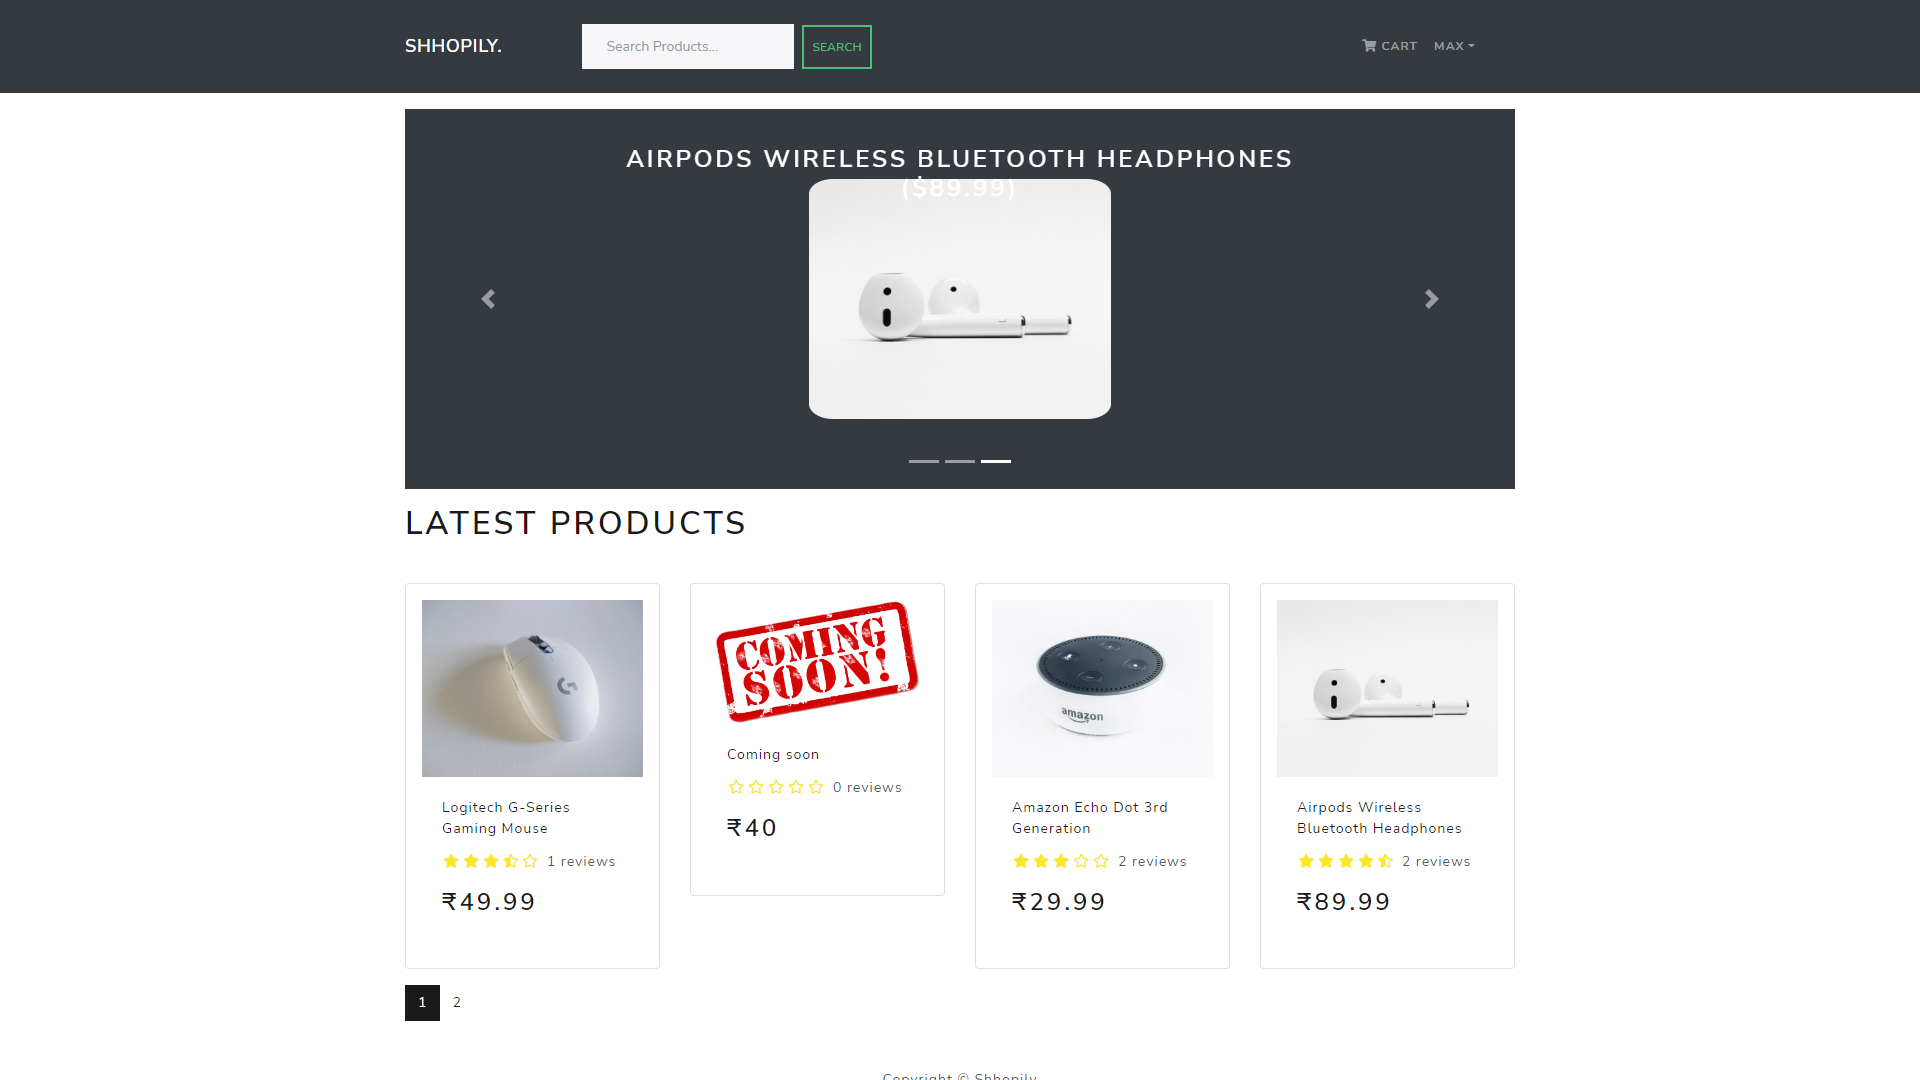 SHHOPILY.
Search Products...
SEARCH
CART
MAX
AIRPODS WIRELESS BLUETOOTH HEADPHONES
($89.99)
LATEST PRODUCTS
COMING
SOON!
amazon
Logitech G-Series
Gaming Mouse
1 reviews
₹49.99
Coming soon
0 reviews
₹40
Amazon Echo Dot 3rd
Generation
2 reviews
₹29.99
Airpods Wireless
Bluetooth Headphones
2 reviews
₹89.99
1 2
Copyright © Shhopily